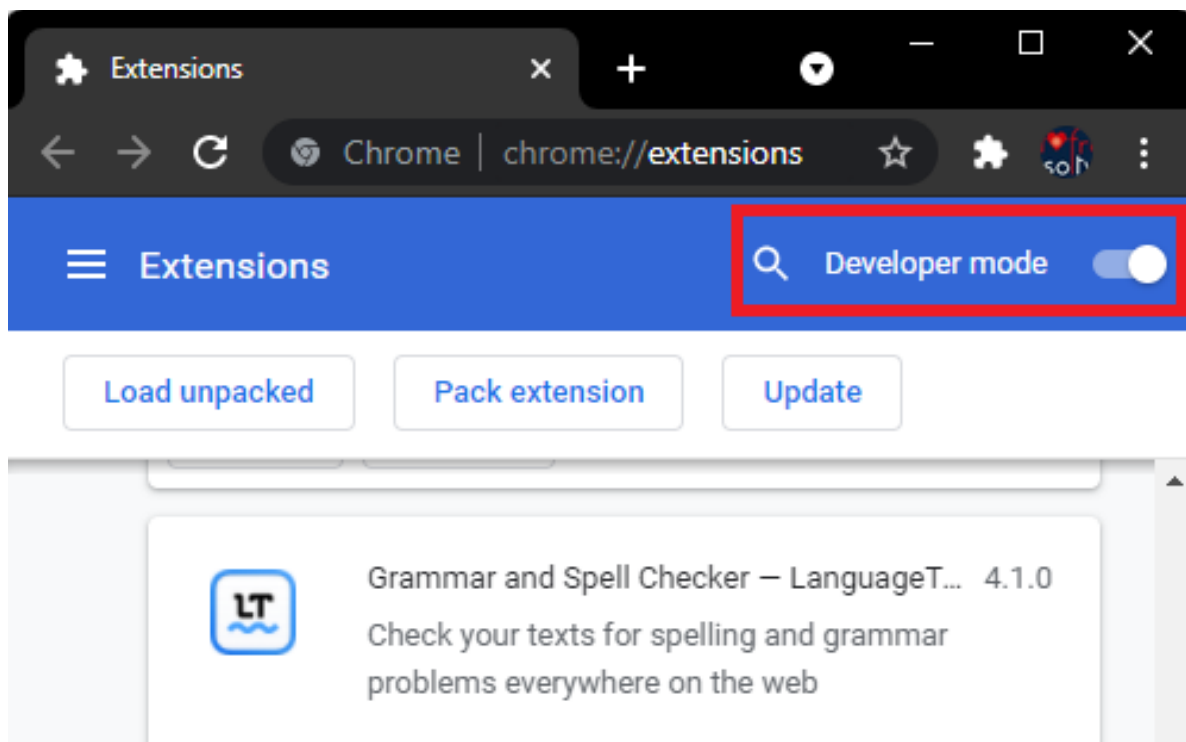 Extensions
Chrome | chrome://extensions
Extensions
Developer mode
Load unpacked
Pack extension
Update
LT
Grammar and Spell Checker — LanguageT... 4.1.0
Check your texts for spelling and grammar
problems everywhere on the web